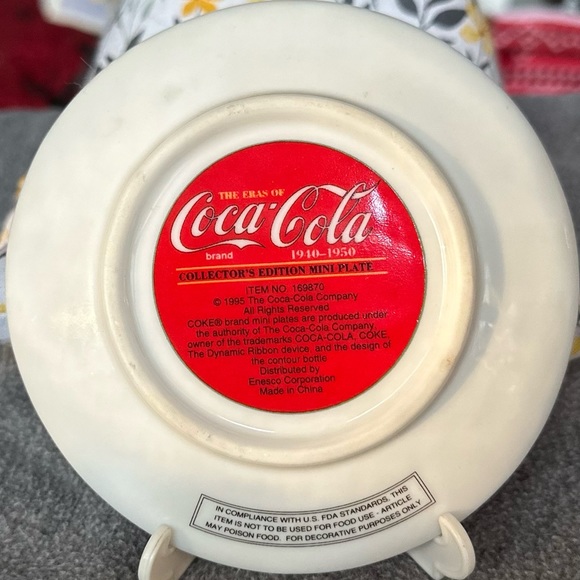 THE ERAS OF
Coca-Cola
brand 1940-1950
COLLECTOR'S EDITION MINI PLATE
ITEM NO. 169870
© 1995 The Coca-Cola Company
All Rights Reserved
COKE® brand mini plates are produced under
the authority of The Coca-Cola Company,
owner of the trademarks COCA-COLA, COKE,
The Dynamic Ribbon device, and the design of
the contour bottle
Distributed by
Enesco Corporation
Made in China
IN COMPLIANCE WITH U.S. FDA STANDARDS, THIS
ITEM IS NOT TO BE USED FOR FOOD USE - ARTICLE
MAY POISON FOOD. FOR DECORATIVE PURPOSES ONLY